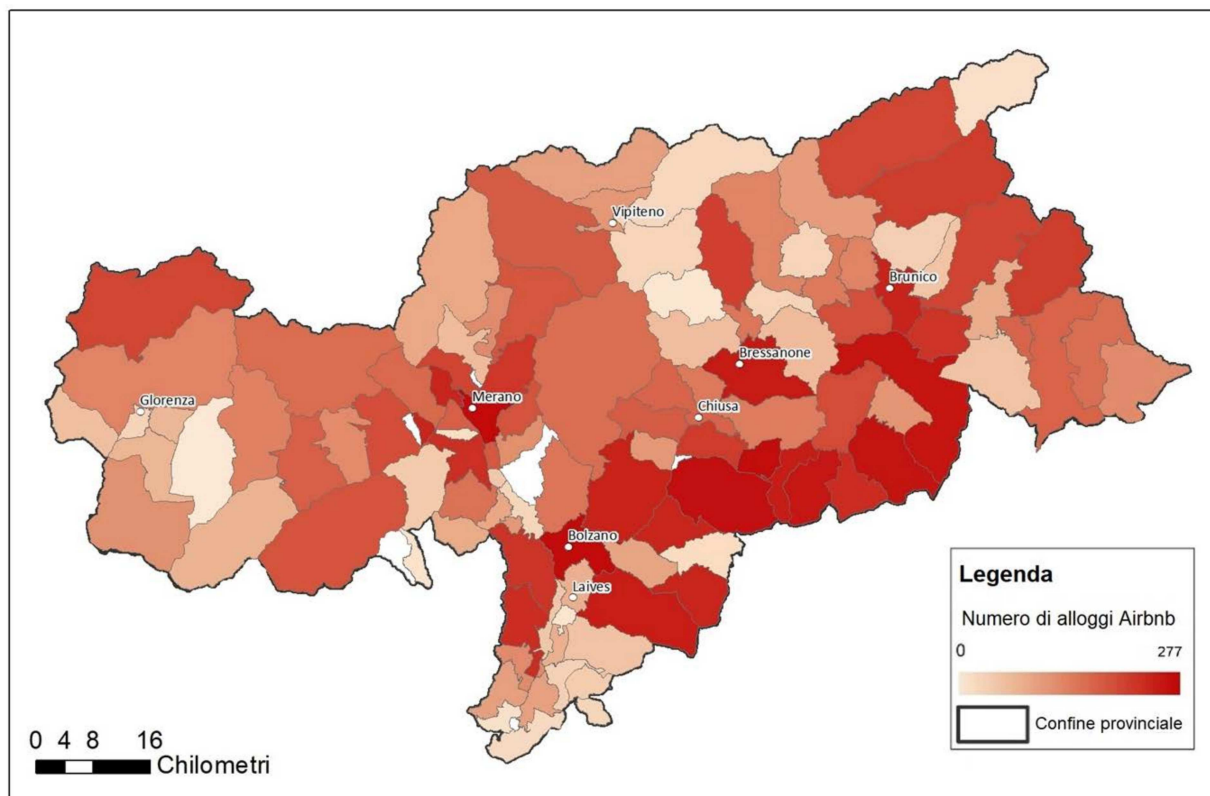 Vipiteno
Brunico
Bressanone
Glorenza
Merano
Chiusa
Bolzano
Laives
Legenda
Numero di alloggi Airbnb
0 277
Confine provinciale
0 4 8 16
Chilometri